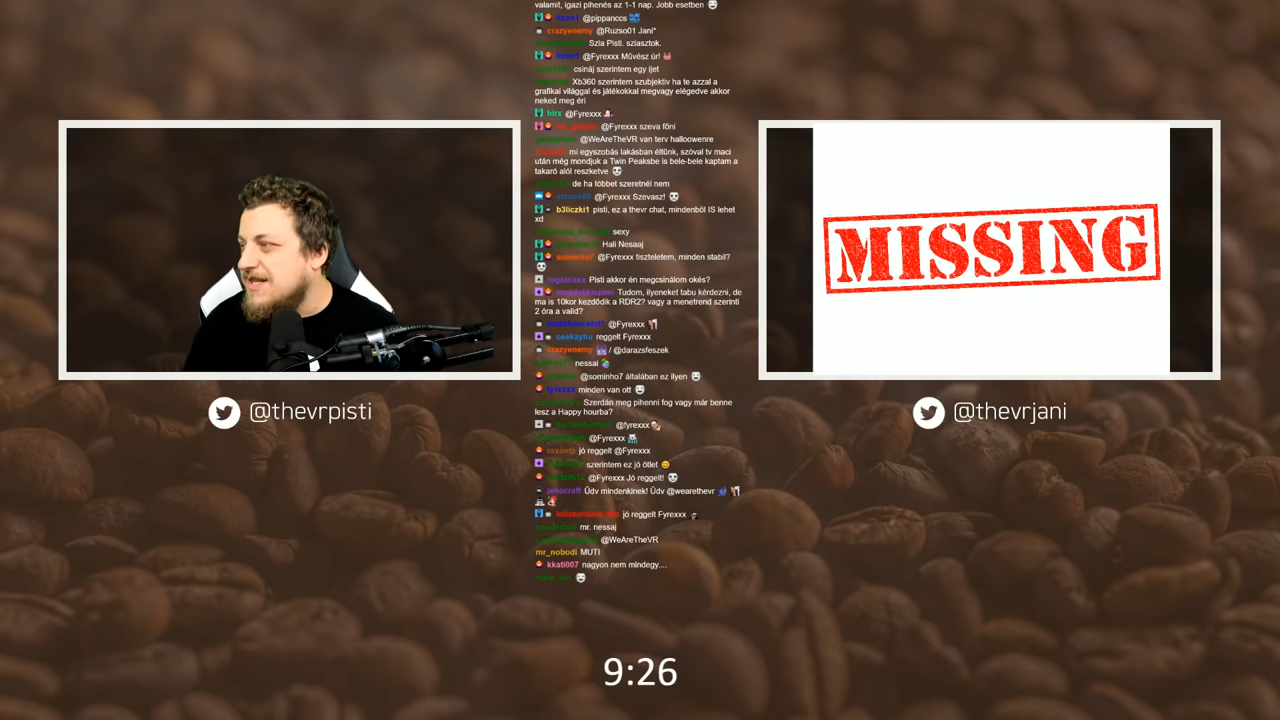 valamit, igazi pihenés az 1-1 nap. Jobb esetben
lixon1 @pippanccs
crazyenemy @Ruzso01 Jani*
Szia Pisti. sziasztok.
lixon1 @Fyrexxx Művész úr!
csináj szerintem egy ljet
Xb360 szerintem szubjektiv ha te azzal a
grafikai világgal és játékokkal megvagy elégedve akkor
neked meg éri
hirx @Fyrexxx
@Fyrexxx szeva főni
@WeAreTheVR van terv halloowenre
mi egyszobás lakásban éltünk, szóval tv maci
után még mondjuk a Twin Peaksbe is bele-bele kaptam a
takaró alól reszketve
de ha többet szeretnél nem
@Fyrexxx Szevasz!
b3liczki1 pisti, ez a thevr chat, mindenből IS lehet
xd
sexy
Hali Nesaaj
sominho7 @Fyrexxx tiszteletem, minden stabil?
Pisti akkor én megcsinálom okés?
Tudom, ilyeneket tabu kérdezni, de
ma is 10kor kezdődik a RDR2? vagy a menetrend szerinti
2 óra a valid?
@Fyrexxx
ceekayhu reggelt Fyrexxx
crazyenemy / @darazsfeszek
nessai
@sominho7 általában ez ilyen
fyrexxx minden van ott
Szerdán meg pihenni fog vagy már benne
lesz a Happy hourba?
@fyrexxx
@Fyrexxx
jó reggelt @Fyrexxx
szerintem ez jó ötlet
@Fyrexxx Jó reggelt!
jenocraft Üdv mindenkinek! Üdv @wearethevr
jó reggelt Fyrexxx
mr. nessaj
@WeAreTheVR
mr_nobodi MUTI
kkati007 nagyon nem mindegy....
MISSING
@thevrpisti
@thevrjani
9:26